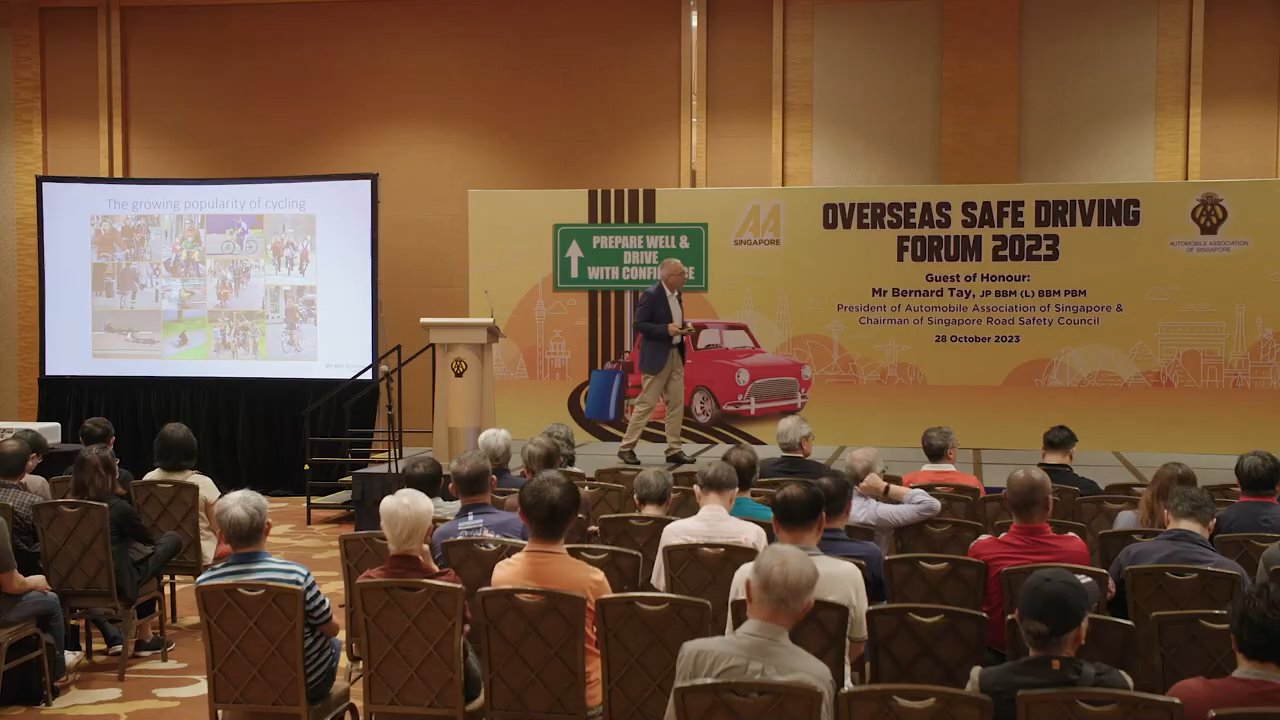 The growing popularity of cycling
PREPARE WELL &
DRIVE
WITH
AA
SINGAPORE
OVERSEAS SAFE DRIVING
FORUM 2023
Guest of Honour:
Mr Bernard Tay, JP BBM (L) BBM PBM
President of Automobile Association of Singapore &
Chairman of Singapore Road Safety Council
28 October 2023
AA
AUTOMOBILE ASSOCIATION
OF SINGAPORE